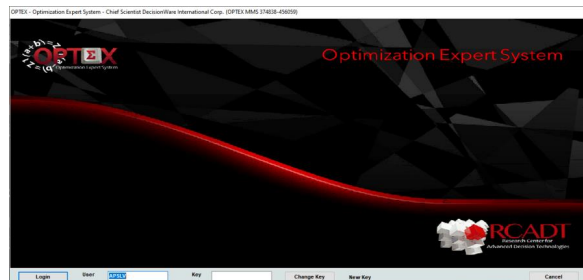 OPTEX - Optimization Expert System - Chief Scientist DecisionWare International Corp. (OPTEX MMS 374838-456059)
Optimization Expert System
OPTEX
Optimization Expert System
RCADT
Research Center for
Advanced Decision Technologies
Login User APSLV Key Change Key New Key Cancel